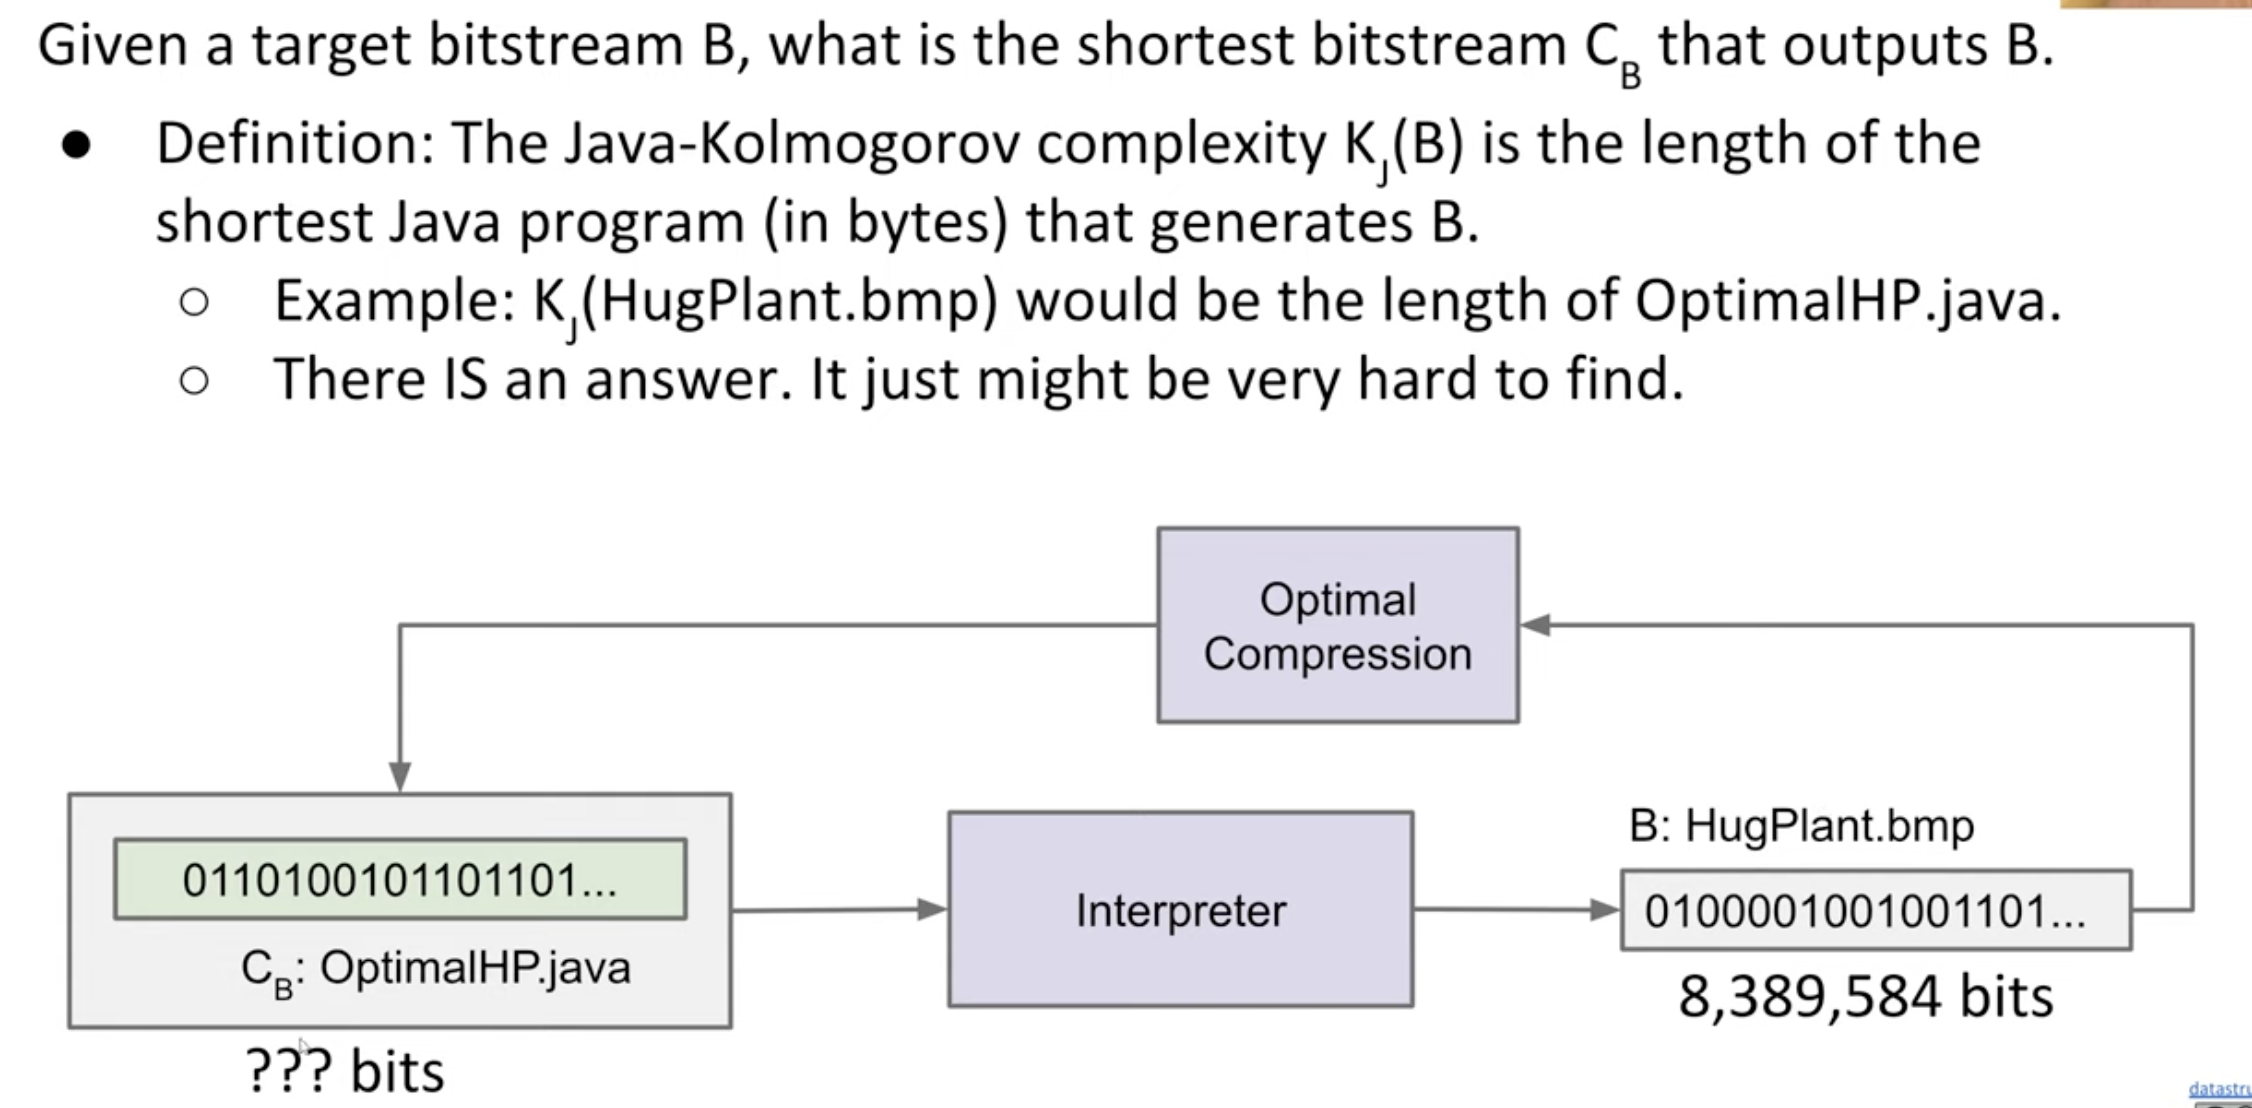 Given a target bitstream B, what is the shortest bitstream C_B that outputs B.
● Definition: The Java-Kolmogorov complexity K_J(B) is the length of the
shortest Java program (in bytes) that generates B.
○ Example: K_J(HugPlant.bmp) would be the length of OptimalHP.java.
○ There IS an answer. It just might be very hard to find.
Optimal
Compression
0110100101101101...
C_B: OptimalHP.java
??? bits
Interpreter
B: HugPlant.bmp
0100001001001101...
8,389,584 bits
datastru